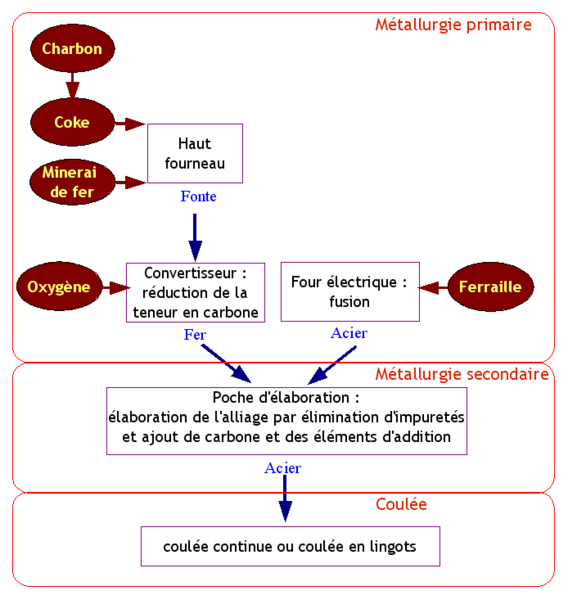 Métallurgie primaire
Charbon
Coke
Haut
fourneau
Minerai
de fer
Fonte
Oxygène
Convertisseur :
réduction de la
teneur en carbone
Four électrique :
fusion
Ferraille
Fer
Acier
Métallurgie secondaire
Poche d'élaboration :
élaboration de l'alliage par élimination d'impuretés
et ajout de carbone et des éléments d'addition
Acier
Coulée
coulée continue ou coulée en lingots